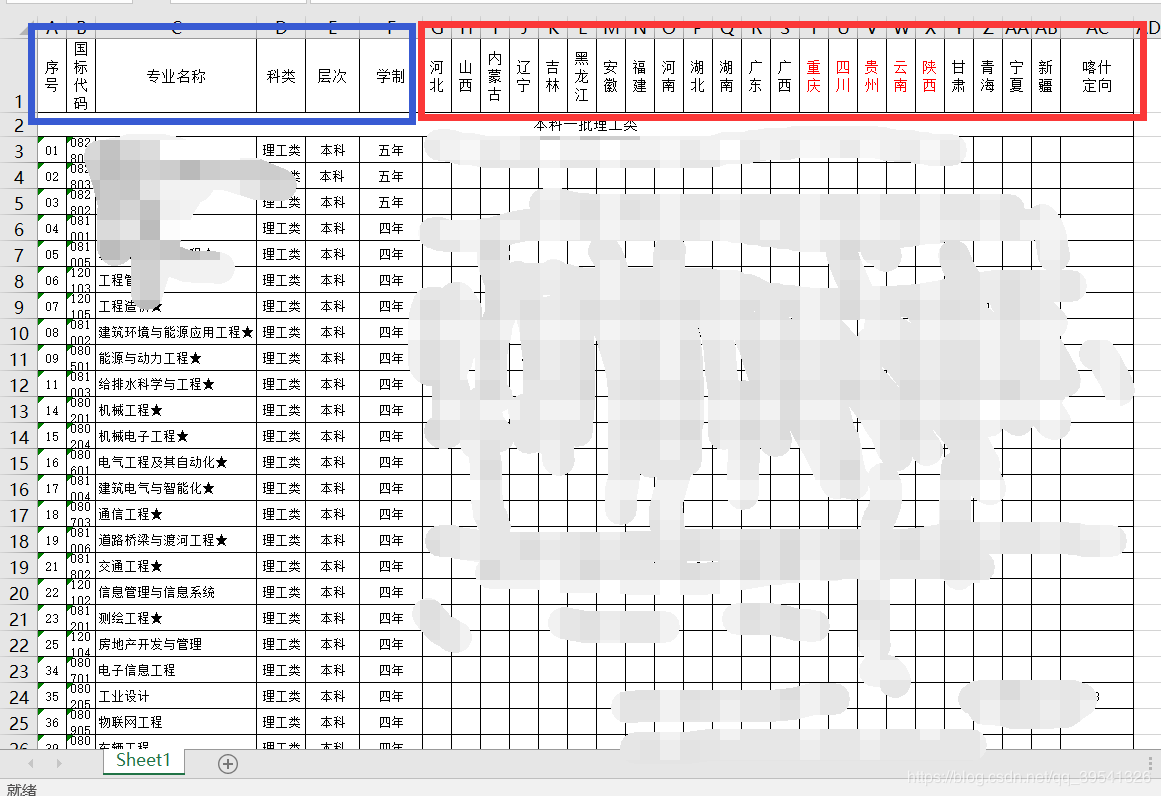 A B C D E F G H I J K L M N O P Q R S T U V W X Y Z AA AB AC AD
1 序号 国标代码 专业名称 科类 层次 学制 河北 山西 内蒙古 辽宁 吉林 黑龙江 安徽 福建 河南 湖北 湖南 广东 广西 重庆 四川 贵州 云南 陕西 甘肃 青海 宁夏 新疆 喀什定向
2 本科一批理工类
3 01 082 80 理工类 本科 五年
4 02 082 803 类 本科 五年
5 03 082 802 理工类 本科 五年
6 04 081 001 理工类 本科 四年
7 05 081 005 理工类 本科 四年
8 06 120 103 工程管 理工类 本科 四年
9 07 120 105 工程造价★ 理工类 本科 四年
10 08 081 002 建筑环境与能源应用工程★ 理工类 本科 四年
11 09 080 501 能源与动力工程★ 理工类 本科 四年
12 11 081 003 给排水科学与工程★ 理工类 本科 四年
13 14 080 201 机械工程★ 理工类 本科 四年
14 15 080 204 机械电子工程★ 理工类 本科 四年
15 16 080 601 电气工程及其自动化★ 理工类 本科 四年
16 17 081 004 建筑电气与智能化★ 理工类 本科 四年
17 18 080 703 通信工程★ 理工类 本科 四年
18 19 081 006 道路桥梁与渡河工程★ 理工类 本科 四年
19 21 081 802 交通工程★ 理工类 本科 四年
20 22 120 102 信息管理与信息系统 理工类 本科 四年
21 23 081 201 测绘工程★ 理工类 本科 四年
22 25 120 104 房地产开发与管理 理工类 本科 四年
23 34 080 701 电子信息工程 理工类 本科 四年
24 35 080 205 工业设计 理工类 本科 四年 3
25 36 080 905 物联网工程 理工类 本科 四年
26 39 080 车辆工程 理工类 本科 四年
Sheet1
https://blog.csdn.net/qq_39541326
就绪